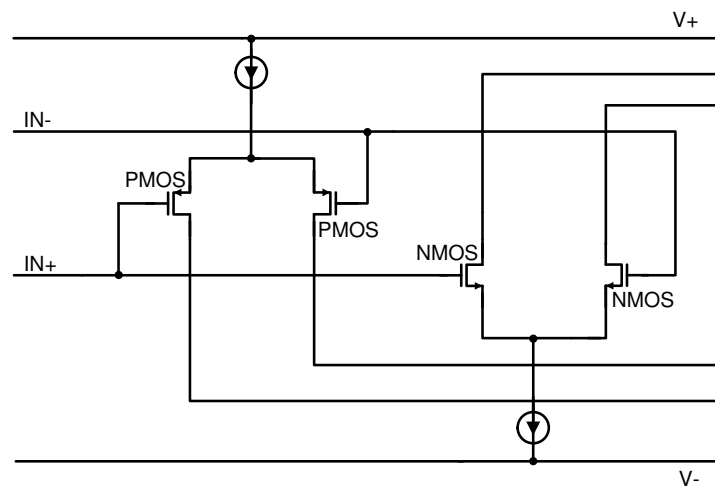 V+
IN-
PMOS
PMOS
NMOS
IN+
NMOS
V-